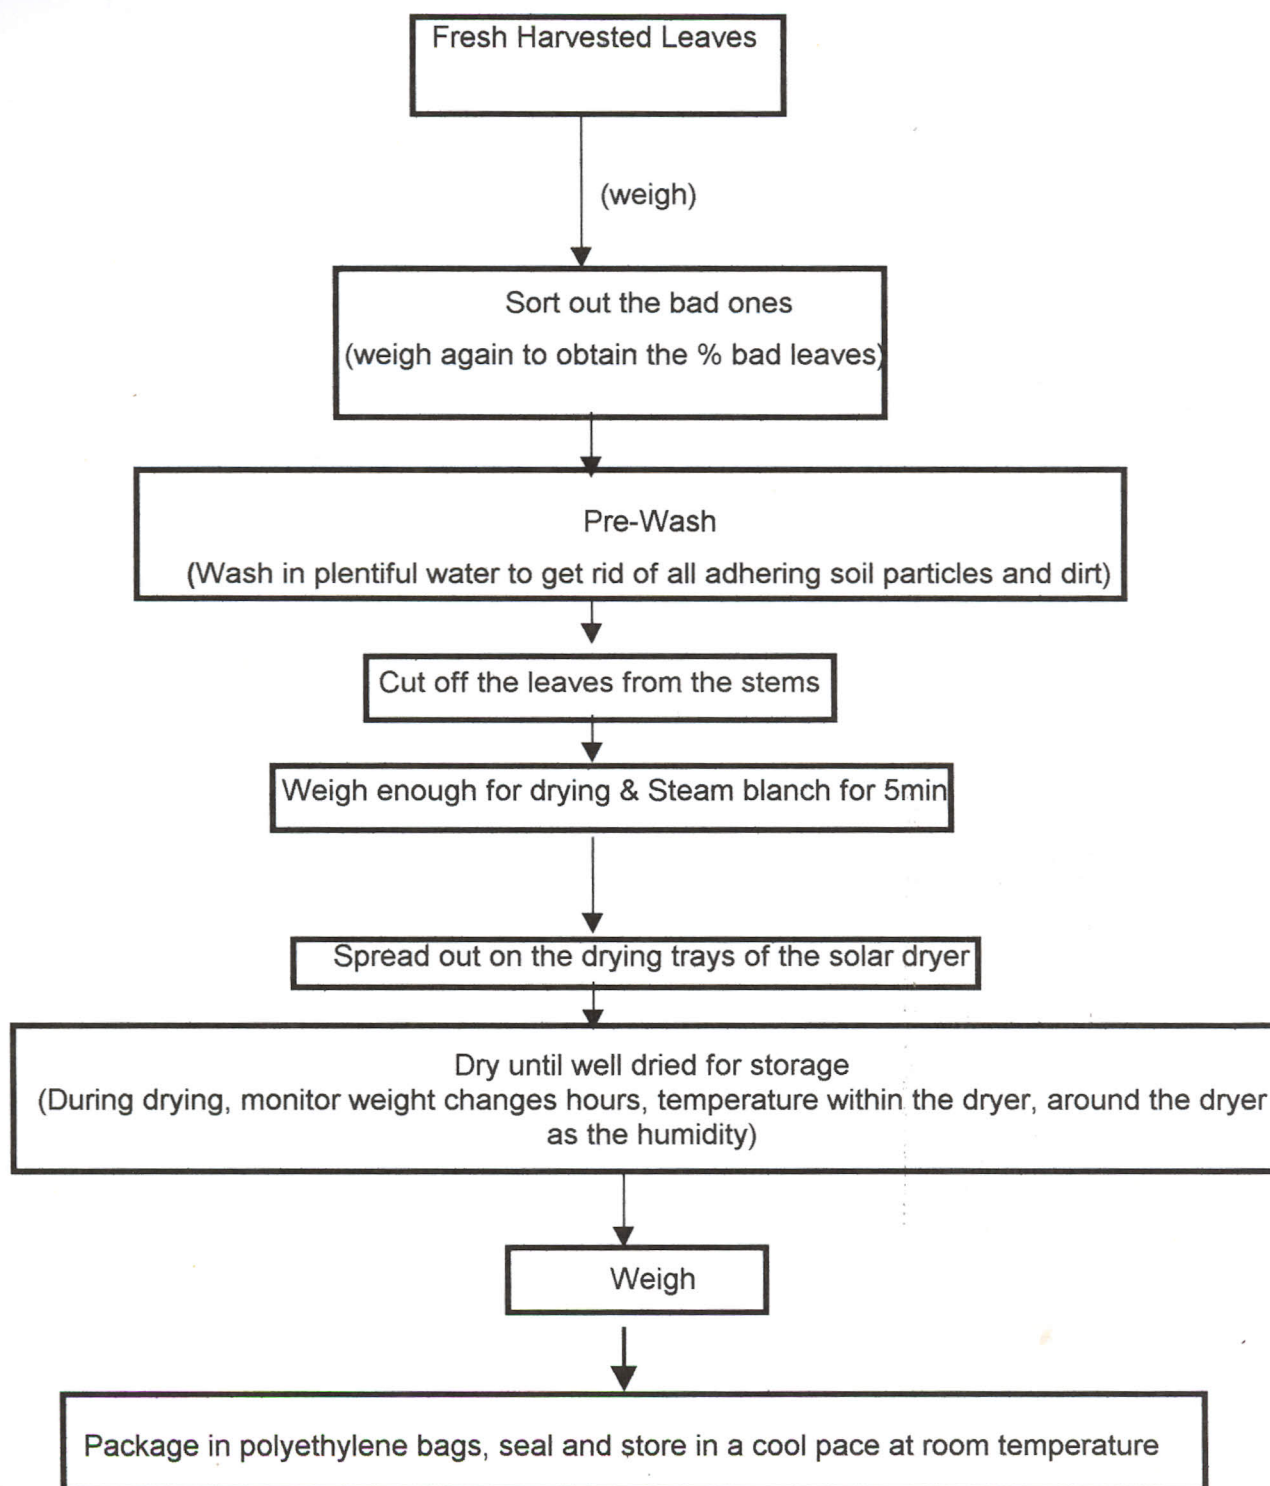 Fresh Harvested Leaves
(weigh)
Sort out the bad ones
(weigh again to obtain the % bad leaves)
Pre-Wash
(Wash in plentiful water to get rid of all adhering soil particles and dirt)
Cut off the leaves from the stems
Weigh enough for drying & Steam blanch for 5min
Spread out on the drying trays of the solar dryer
Dry until well dried for storage
(During drying, monitor weight changes hours, temperature within the dryer, around the dryer
as the humidity)
Weigh
Package in polyethylene bags, seal and store in a cool pace at room temperature